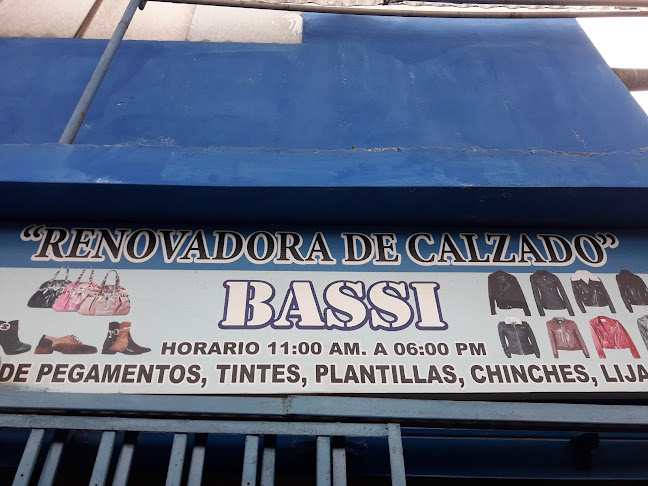 "RENOVADORA DE CALZADO"
BASSI
HORARIO 11:00 AM. A 06:00 PM
DE PEGAMENTOS, TINTES, PLANTILLAS, CHINCHES, LIJA